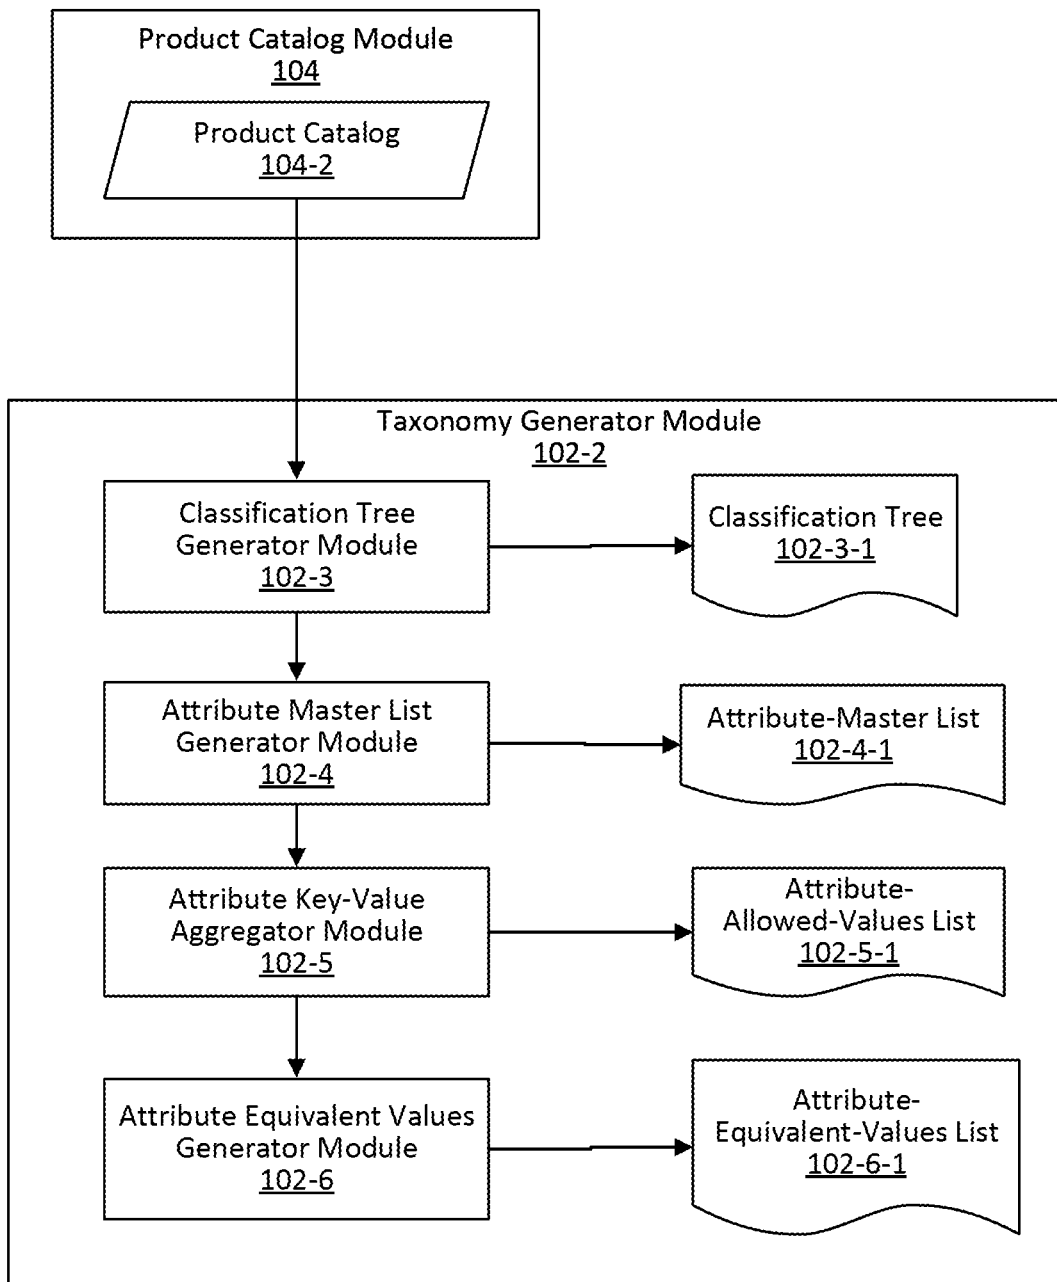 Product Catalog Module
104
Product Catalog
104-2
Taxonomy Generator Module
102-2
Classification Tree
Generator Module
102-3
Classification Tree
102-3-1
Attribute Master List
Generator Module
102-4
Attribute-Master List
102-4-1
Attribute Key-Value
Aggregator Module
102-5
Attribute-
Allowed-Values List
102-5-1
Attribute Equivalent Values
Generator Module
102-6
Attribute-
Equivalent-Values List
102-6-1